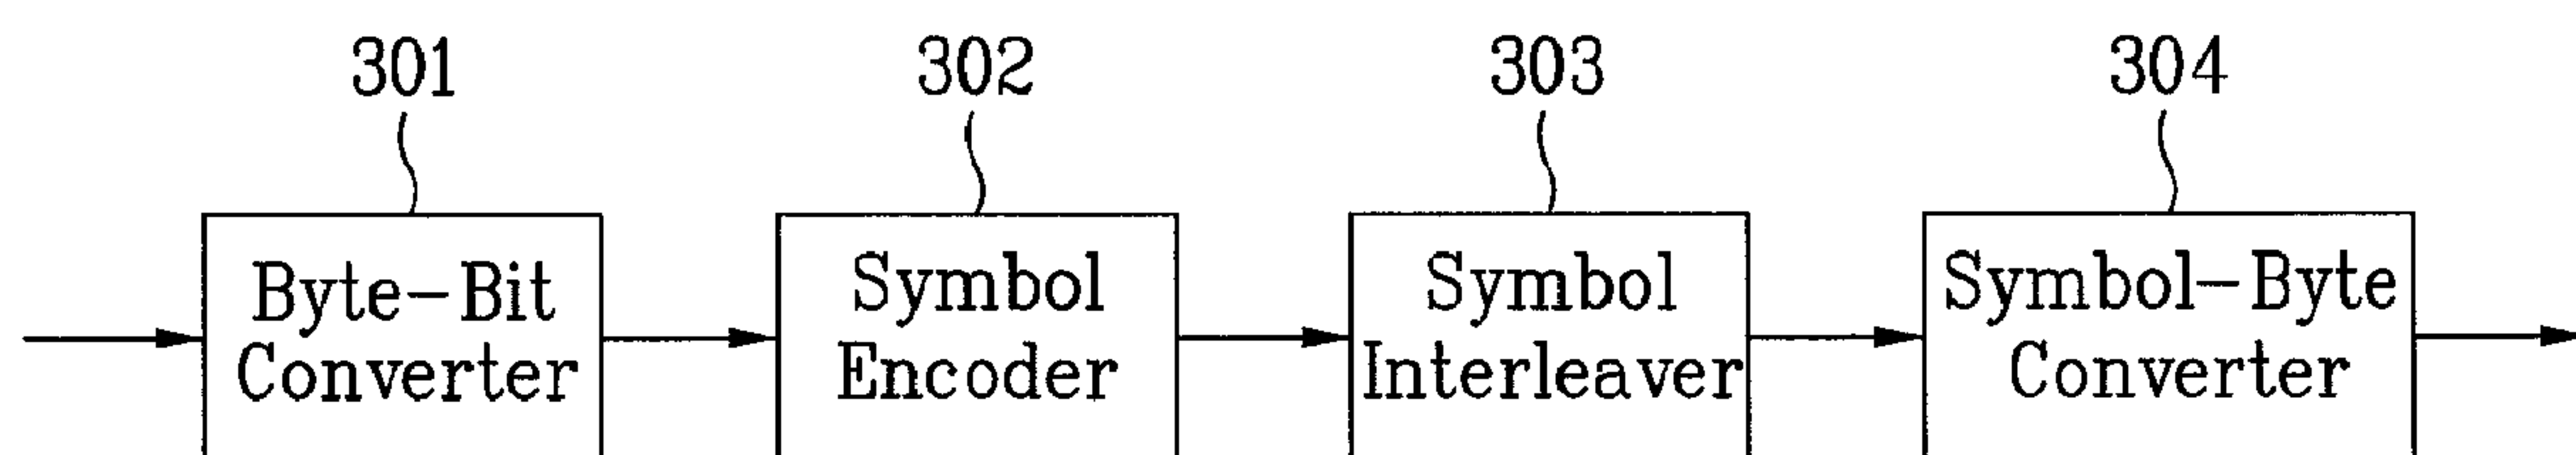 301
302
303
304
Byte-Bit
Converter
Symbol
Encoder
Symbol
Interleaver
Symbol-Byte
Converter